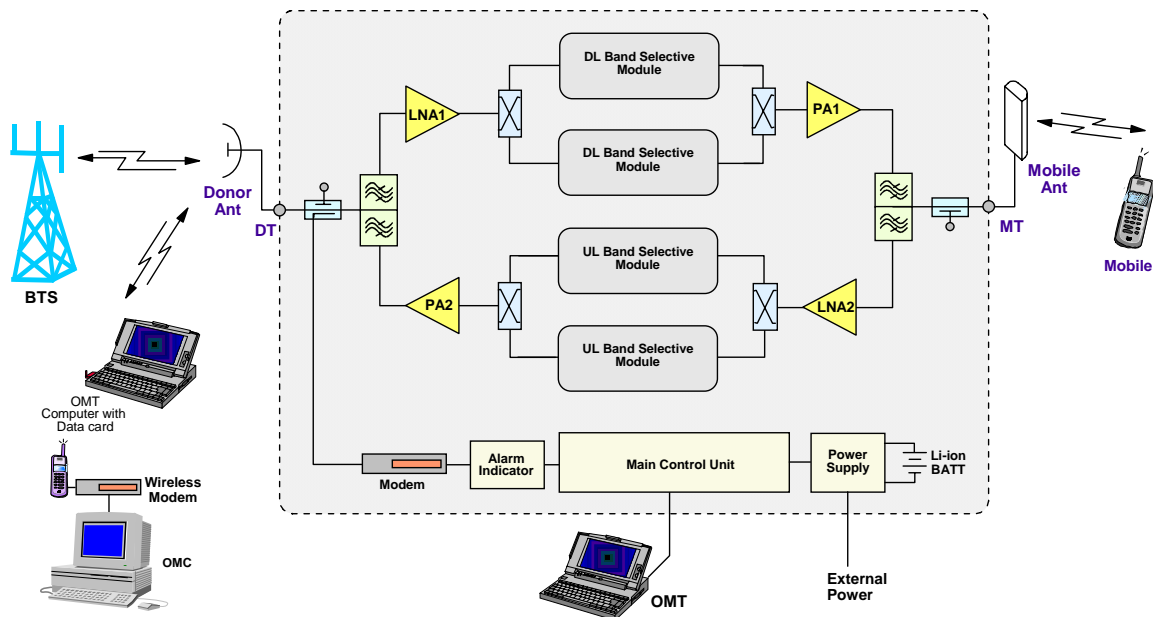 DL Band Selective
Module
LNA1
PA1
DL Band Selective
Module
Donor
Ant
DT
Mobile
Ant
MT
Mobile
BTS
UL Band Selective
Module
PA2
LNA2
UL Band Selective
Module
OMT
Computer with
Data card
Wireless
Modem
OMC
Modem
Alarm
Indicator
Main Control Unit
Power
Supply
Li-ion
BATT
OMT
External
Power